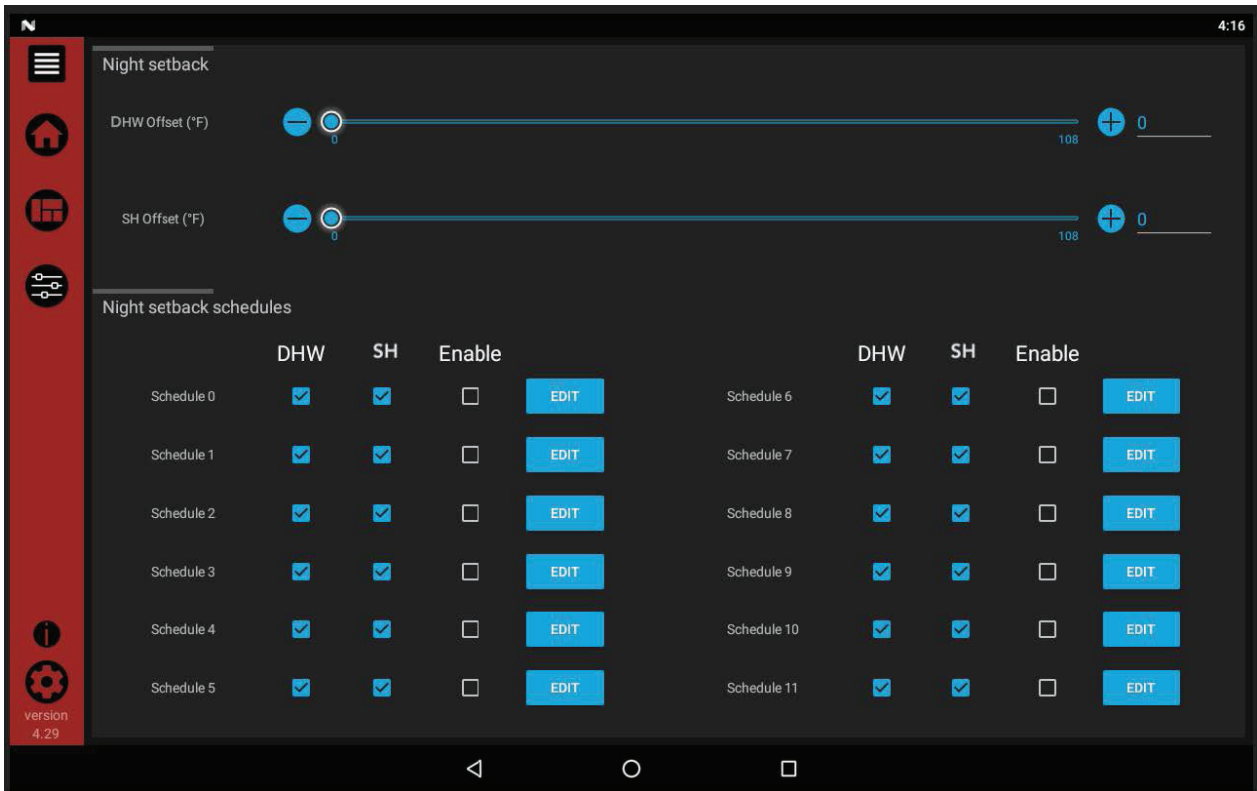 4:16
Night setback
DHW Offset (°F)
0
108
0
SH Offset (°F)
0
108
0
Night setback schedules
DHW SH Enable DHW SH Enable
Schedule 0 EDIT Schedule 6 EDIT
Schedule 1 EDIT Schedule 7 EDIT
Schedule 2 EDIT Schedule 8 EDIT
Schedule 3 EDIT Schedule 9 EDIT
Schedule 4 EDIT Schedule 10 EDIT
Schedule 5 EDIT Schedule 11 EDIT
version
4.29